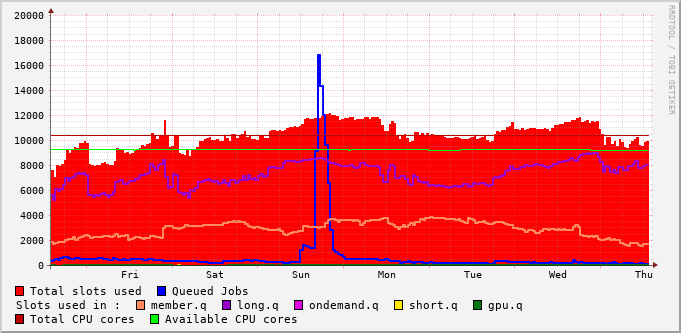 20000
18000
16000
14000
12000
10000
8000
6000
4000
2000
0
Fri Sat Sun Mon Tue Wed Thu
Total slots used Queued Jobs
Slots used in : member.q long.q ondemand.q short.q gpu.q
Total CPU cores Available CPU cores
RRDTOOL / TOBI OETIKER